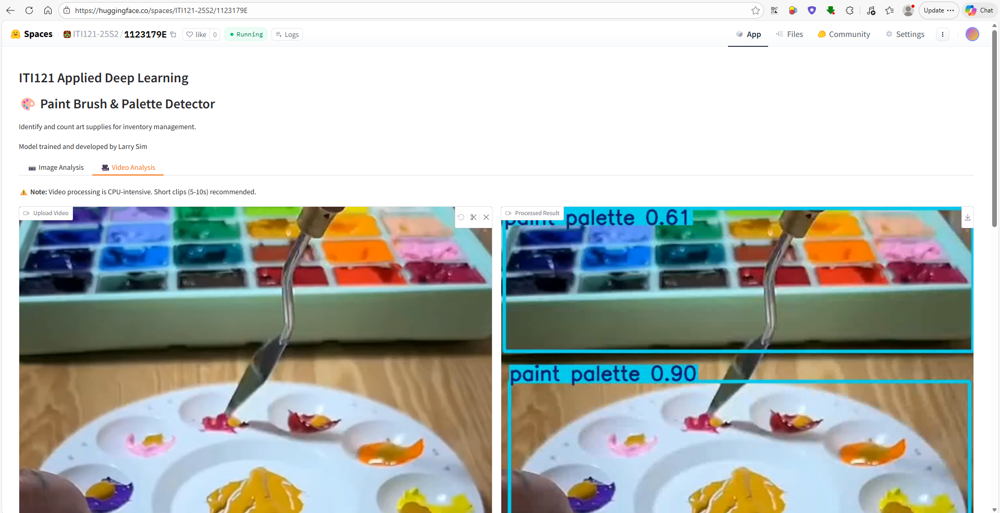 https://huggingface.co/spaces/ITI121-25S2/1123179E
Update
Chat
Spaces
ITI121-25S2/1123179E
like
0
Running
Logs
App
Files
Community
Settings
ITI121 Applied Deep Learning
Paint Brush & Palette Detector
Identify and count art supplies for inventory management.
Model trained and developed by Larry Sim
Image Analysis
Video Analysis
Note: Video processing is CPU-intensive. Short clips (5-10s) recommended.
Upload Video
Processed Result
paint palette 0.61
paint palette 0.90